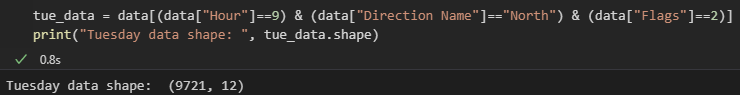 tue_data = data[(data["Hour"]==9) & (data["Direction Name"]=="North") & (data["Flags"]==2)]
print("Tuesday data shape: ", tue_data.shape)
0.8s
Tuesday data shape:  (9721, 12)